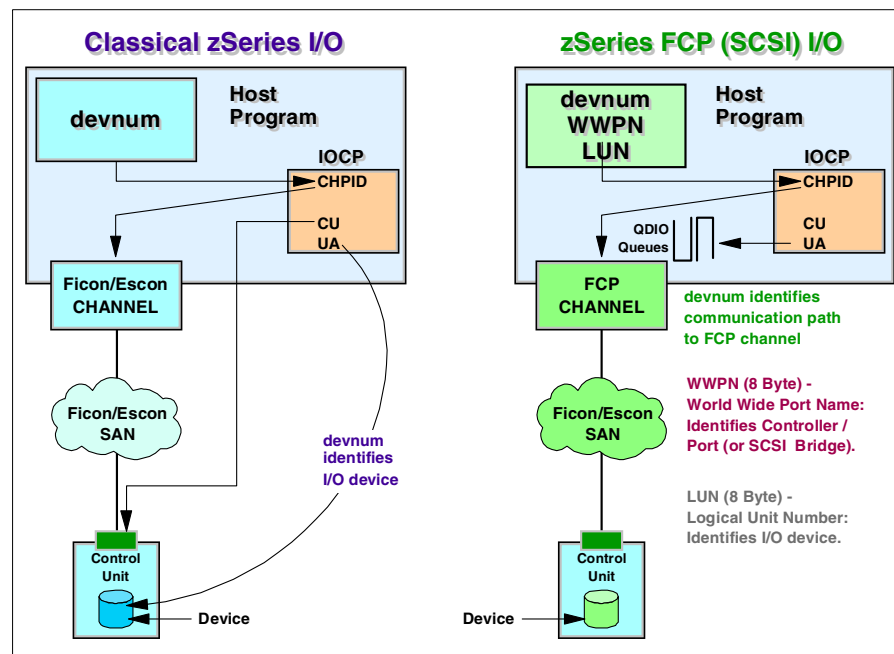 Classical zSeries I/O
devnum
Host
Program
IOCP
CHPID
CU
UA
Ficon/Escon
CHANNEL
Ficon/Escon
SAN
devnum
identifies
I/O device
Control
Unit
Device
zSeries FCP (SCSI) I/O
devnum
WWPN
LUN
Host
Program
IOCP
CHPID
CU
UA
QDIO
Queues
FCP
CHANNEL
devnum identifies
communication path
to FCP channel
Ficon/Escon
SAN
WWPN (8 Byte) -
World Wide Port Name:
Identifies Controller /
Port (or SCSI Bridge).
LUN (8 Byte) -
Logical Unit Number:
Identifies I/O device.
Control
Unit
Device